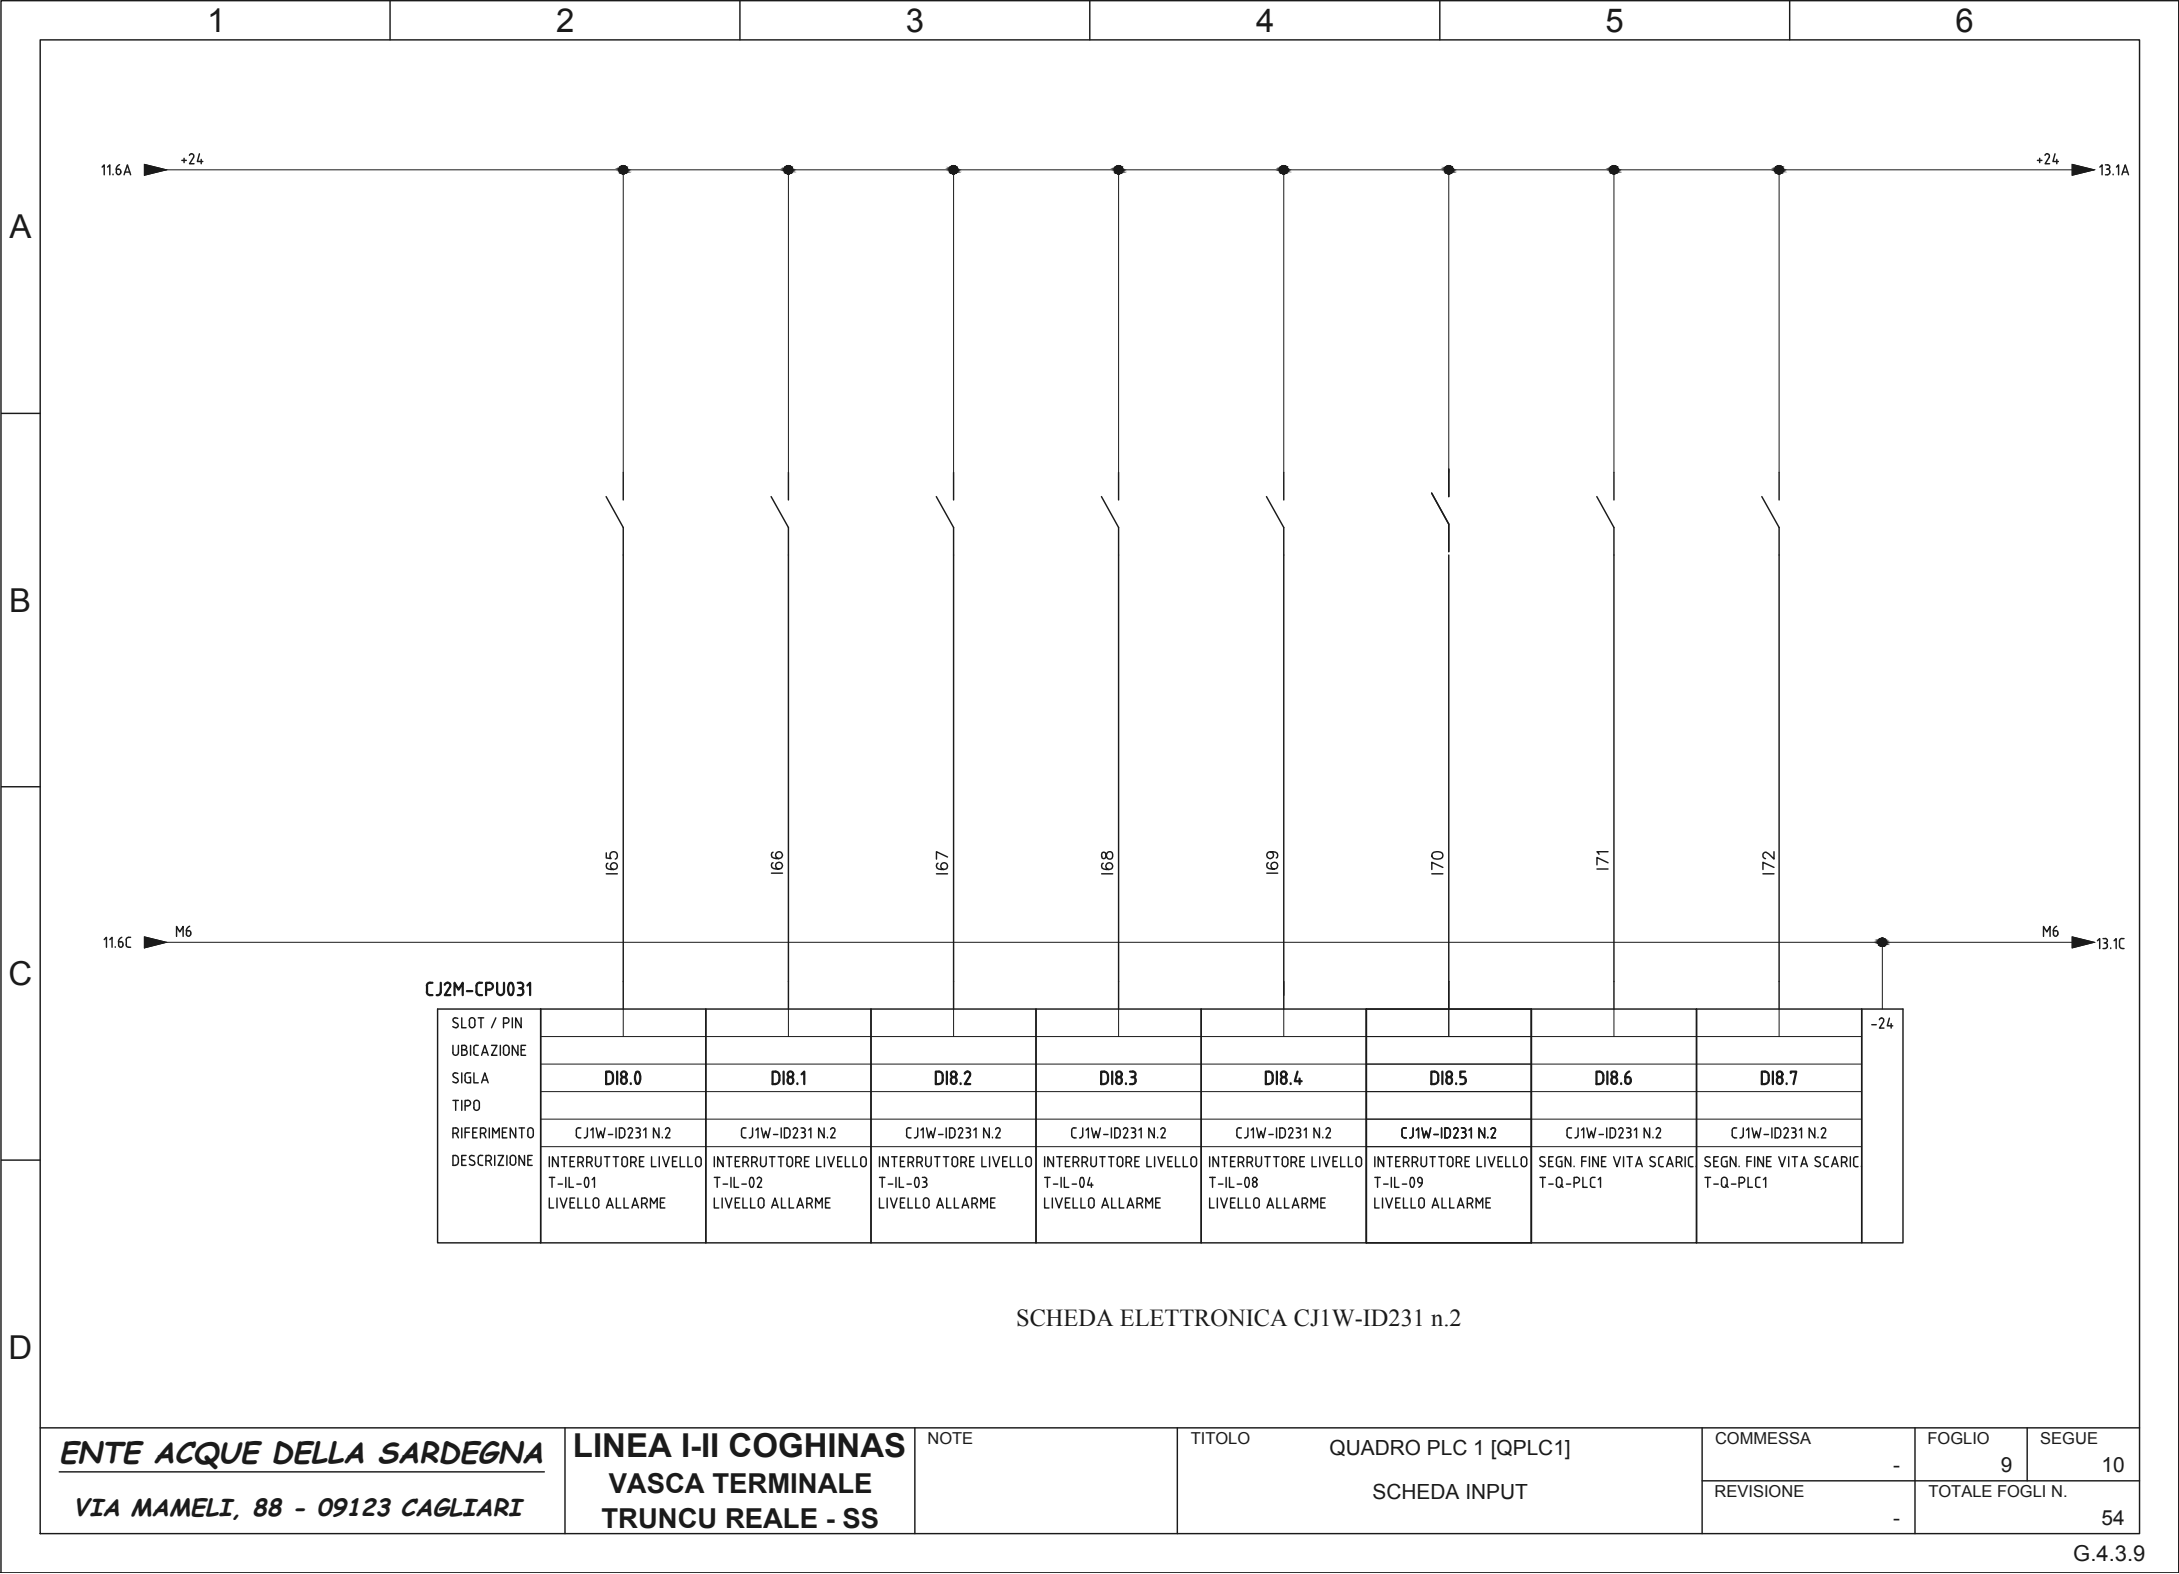 1 2 3 4 5 6
A
B
C
D
11.6A +24 +24 13.1A
I65 I66 I67 I68 I69 I70 I71 I72
11.6C M6 M6 13.1C
CJ2M-CPU031
SLOT / PIN -24
UBICAZIONE
SIGLA DI8.0 DI8.1 DI8.2 DI8.3 DI8.4 DI8.5 DI8.6 DI8.7
TIPO
RIFERIMENTO CJ1W-ID231 N.2 CJ1W-ID231 N.2 CJ1W-ID231 N.2 CJ1W-ID231 N.2 CJ1W-ID231 N.2 CJ1W-ID231 N.2 CJ1W-ID231 N.2 CJ1W-ID231 N.2
DESCRIZIONE INTERRUTTORE LIVELLO INTERRUTTORE LIVELLO INTERRUTTORE LIVELLO INTERRUTTORE LIVELLO INTERRUTTORE LIVELLO INTERRUTTORE LIVELLO SEGN. FINE VITA SCARIC SEGN. FINE VITA SCARIC
T-IL-01 T-IL-02 T-IL-03 T-IL-04 T-IL-08 T-IL-09 T-Q-PLC1 T-Q-PLC1
LIVELLO ALLARME LIVELLO ALLARME LIVELLO ALLARME LIVELLO ALLARME LIVELLO ALLARME LIVELLO ALLARME
SCHEDA ELETTRONICA CJ1W-ID231 n.2
ENTE ACQUE DELLA SARDEGNA
VIA MAMELI, 88 - 09123 CAGLIARI
LINEA I-II COGHINAS
VASCA TERMINALE
TRUNCU REALE - SS
NOTE
TITOLO
QUADRO PLC 1 [QPLC1]
SCHEDA INPUT
COMMESSA
-
REVISIONE
-
FOGLIO
9
SEGUE
10
TOTALE FOGLI N.
54
G.4.3.9